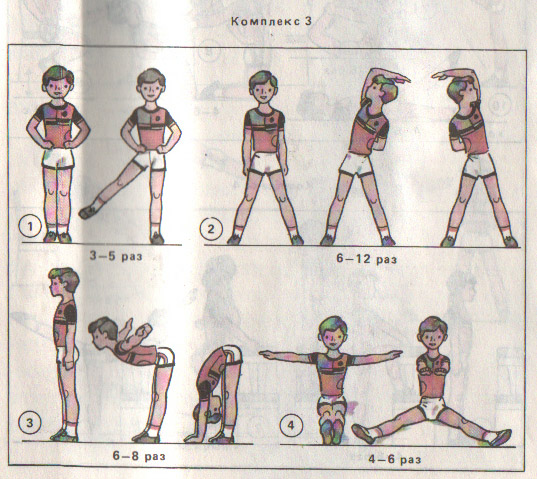 Комплекс 3
1
2
3–5 раз
6–12 раз
3
4
6–8 раз
4–6 раз